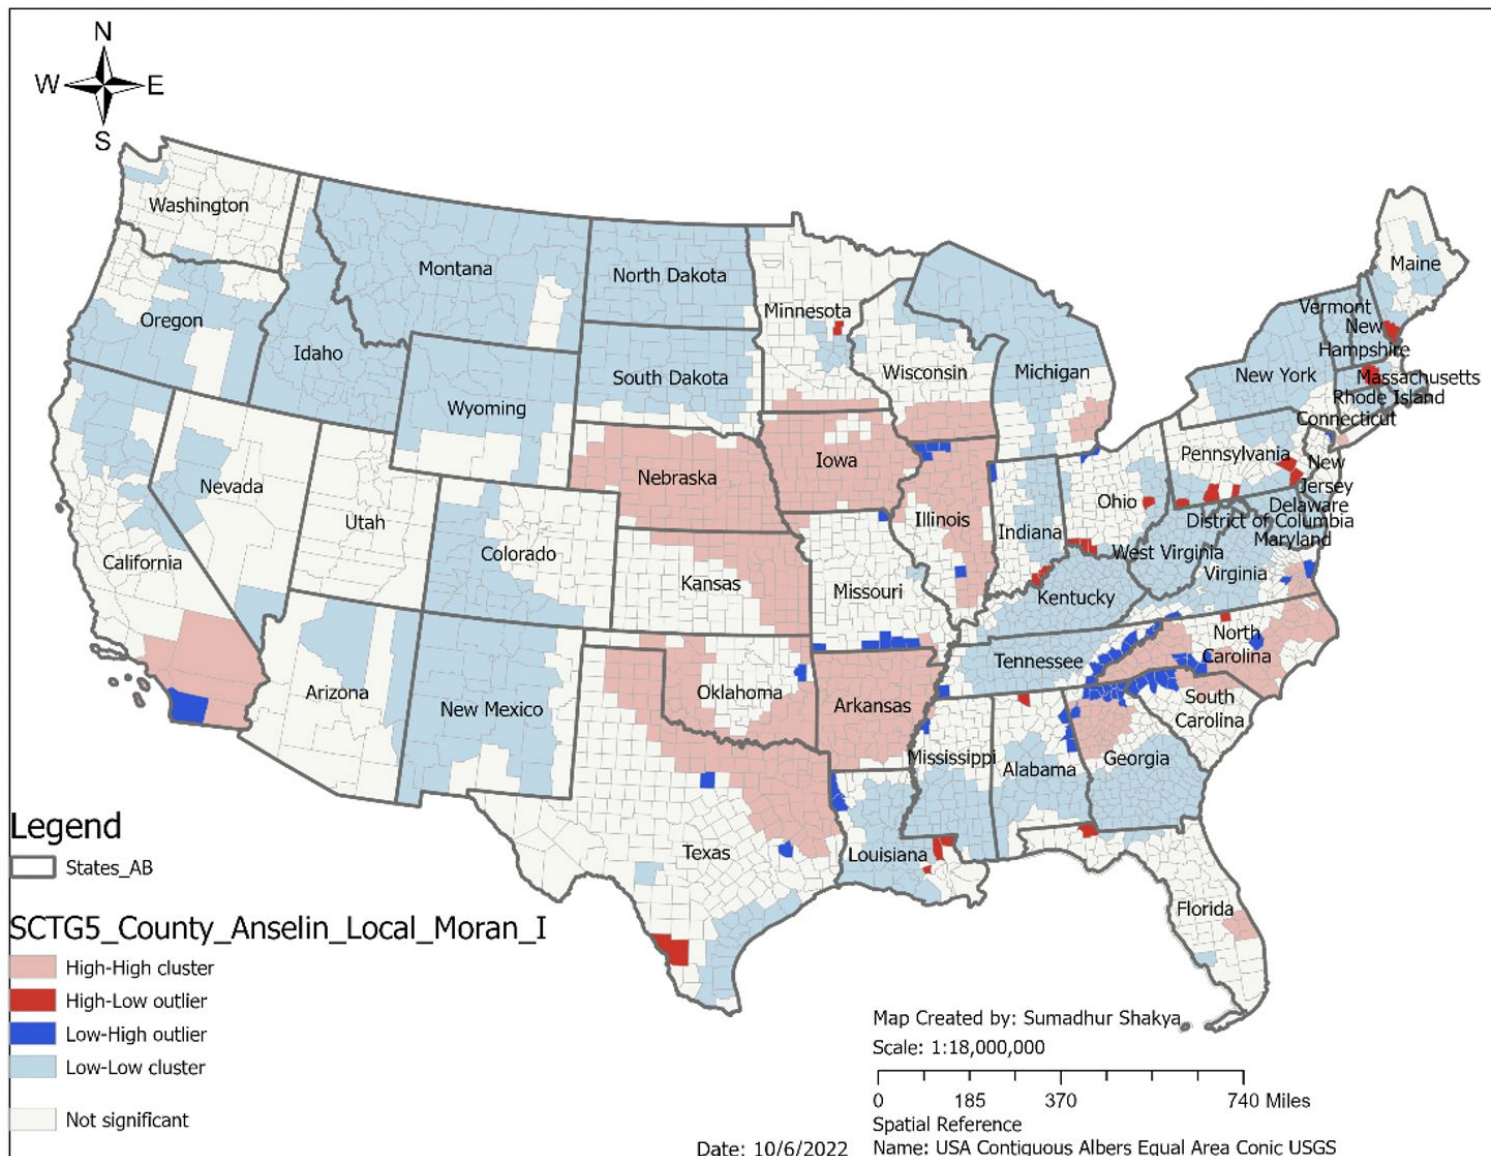 N
W E
S
Washington
Montana
North Dakota
Minnesota
Maine
Oregon
Idaho
Vermont
New
Hampshire
South Dakota
Wisconsin
Michigan
New York
Massachusetts
Rhode Island
Connecticut
Wyoming
Nebraska
Iowa
Pennsylvania
New
Jersey
Nevada
Utah
Illinois
Indiana
Ohio
Delaware
District of Columbia
Maryland
California
Colorado
Kansas
Missouri
West Virginia
Virginia
Kentucky
North
Carolina
Tennessee
Arizona
New Mexico
Oklahoma
Arkansas
South
Carolina
Mississippi
Alabama
Georgia
Texas
Louisiana
Florida
Legend
States_AB
SCTG5_County_Anselin_Local_Moran_I
High-High cluster
High-Low outlier
Low-High outlier
Low-Low cluster
Not significant
Map Created by: Sumadhur Shakya
Scale: 1:18,000,000
0 185 370 740 Miles
Spatial Reference
Date: 10/6/2022 Name: USA Contiguous Albers Equal Area Conic USGS